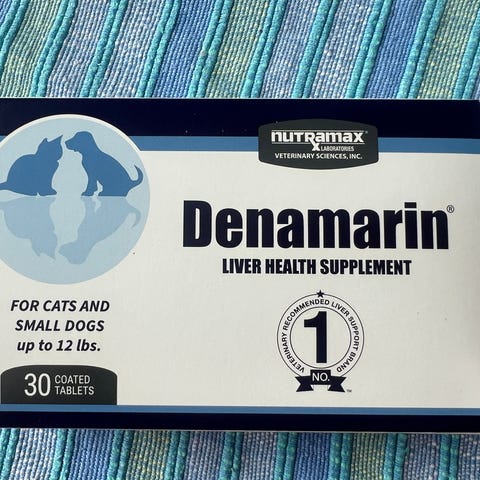 nutramax®
LABORATORIES
VETERINARY SCIENCES, INC.
Denamarin®
LIVER HEALTH SUPPLEMENT
FOR CATS AND
SMALL DOGS
up to 12 lbs.
30 COATED
TABLETS
VETERINARY RECOMMENDED LIVER SUPPORT BRAND
1
NO.
™